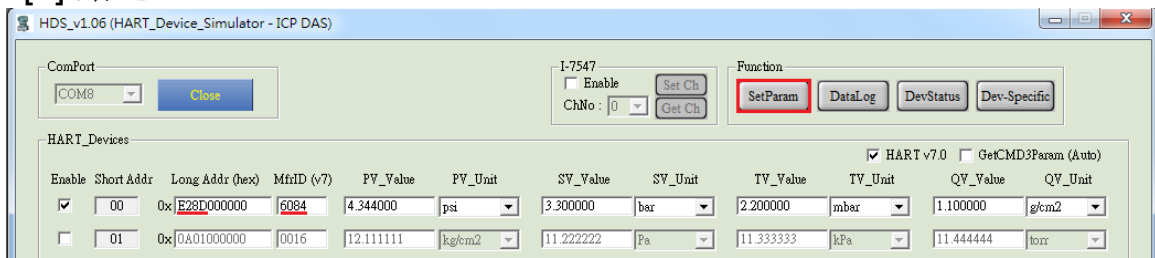 HDS_v1.06 (HART_Device_Simulator - ICP DAS)
ComPort
COM8
Close
I-7547
Enable
Set Ch
ChNo : 0
Get Ch
Function
SetParam
DataLog
DevStatus
Dev-Specific
HART_Devices
HART v7.0
GetCMD3Param (Auto)
Enable Short Addr Long Addr (hex) MfrID (v7) PV_Value PV_Unit SV_Value SV_Unit TV_Value TV_Unit QV_Value QV_Unit
00 0x E28D000000 6084 4.344000 psi 3.300000 bar 2.200000 mbar 1.100000 g/cm2
01 0x 0A01000000 0016 12.111111 kg/cm2 11.222222 Pa 11.333333 kPa 11.444444 torr